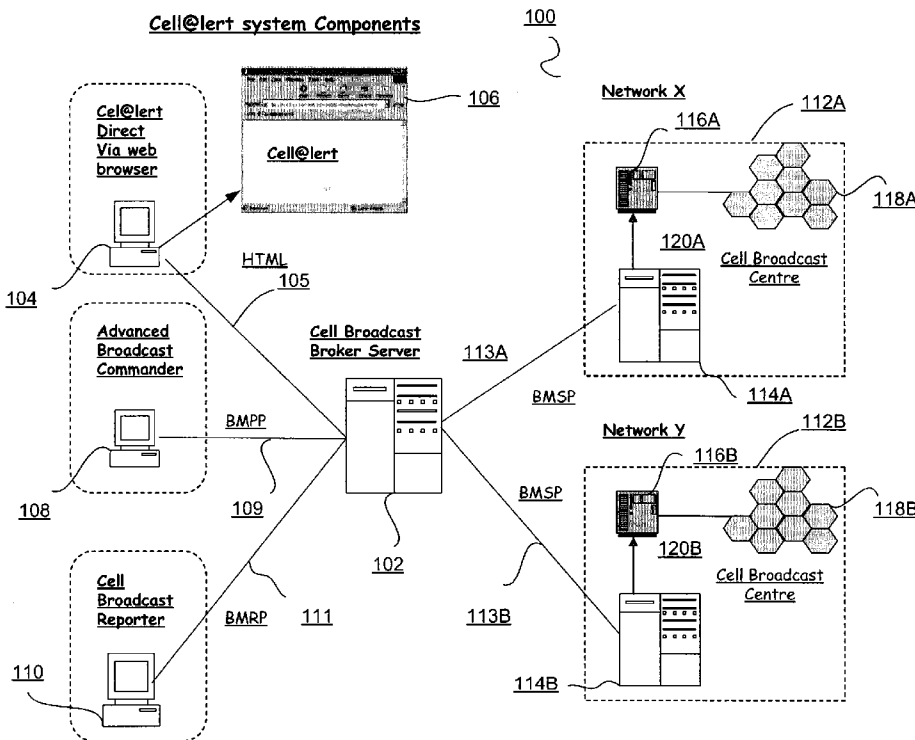 Cell@lert system Components
100
Cel@lert
Direct
Via web
browser
104
106
Cell@lert
HTML
105
Advanced
Broadcast
Commander
108
BMPP
109
Cell Broadcast
Broker Server
102
Cell
Broadcast
Reporter
110
BMRP
111
113A
BMSP
BMSP
113B
Network X
112A
116A
118A
120A
Cell Broadcast
Centre
114A
Network Y
112B
116B
118B
120B
Cell Broadcast
Centre
114B